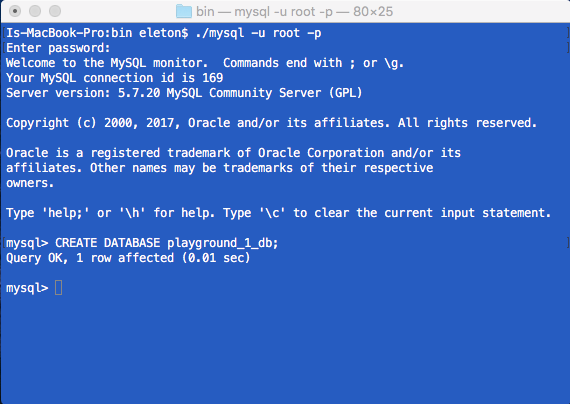 bin — mysql -u root -p — 80×25
Is-MacBook-Pro:bin eleton$ ./mysql -u root -p
Enter password:
Welcome to the MySQL monitor.  Commands end with ; or \g.
Your MySQL connection id is 169
Server version: 5.7.20 MySQL Community Server (GPL)
Copyright (c) 2000, 2017, Oracle and/or its affiliates. All rights reserved.
Oracle is a registered trademark of Oracle Corporation and/or its
affiliates. Other names may be trademarks of their respective
owners.
Type 'help;' or '\h' for help. Type '\c' to clear the current input statement.
mysql> CREATE DATABASE playground_1_db;
Query OK, 1 row affected (0.01 sec)
mysql>